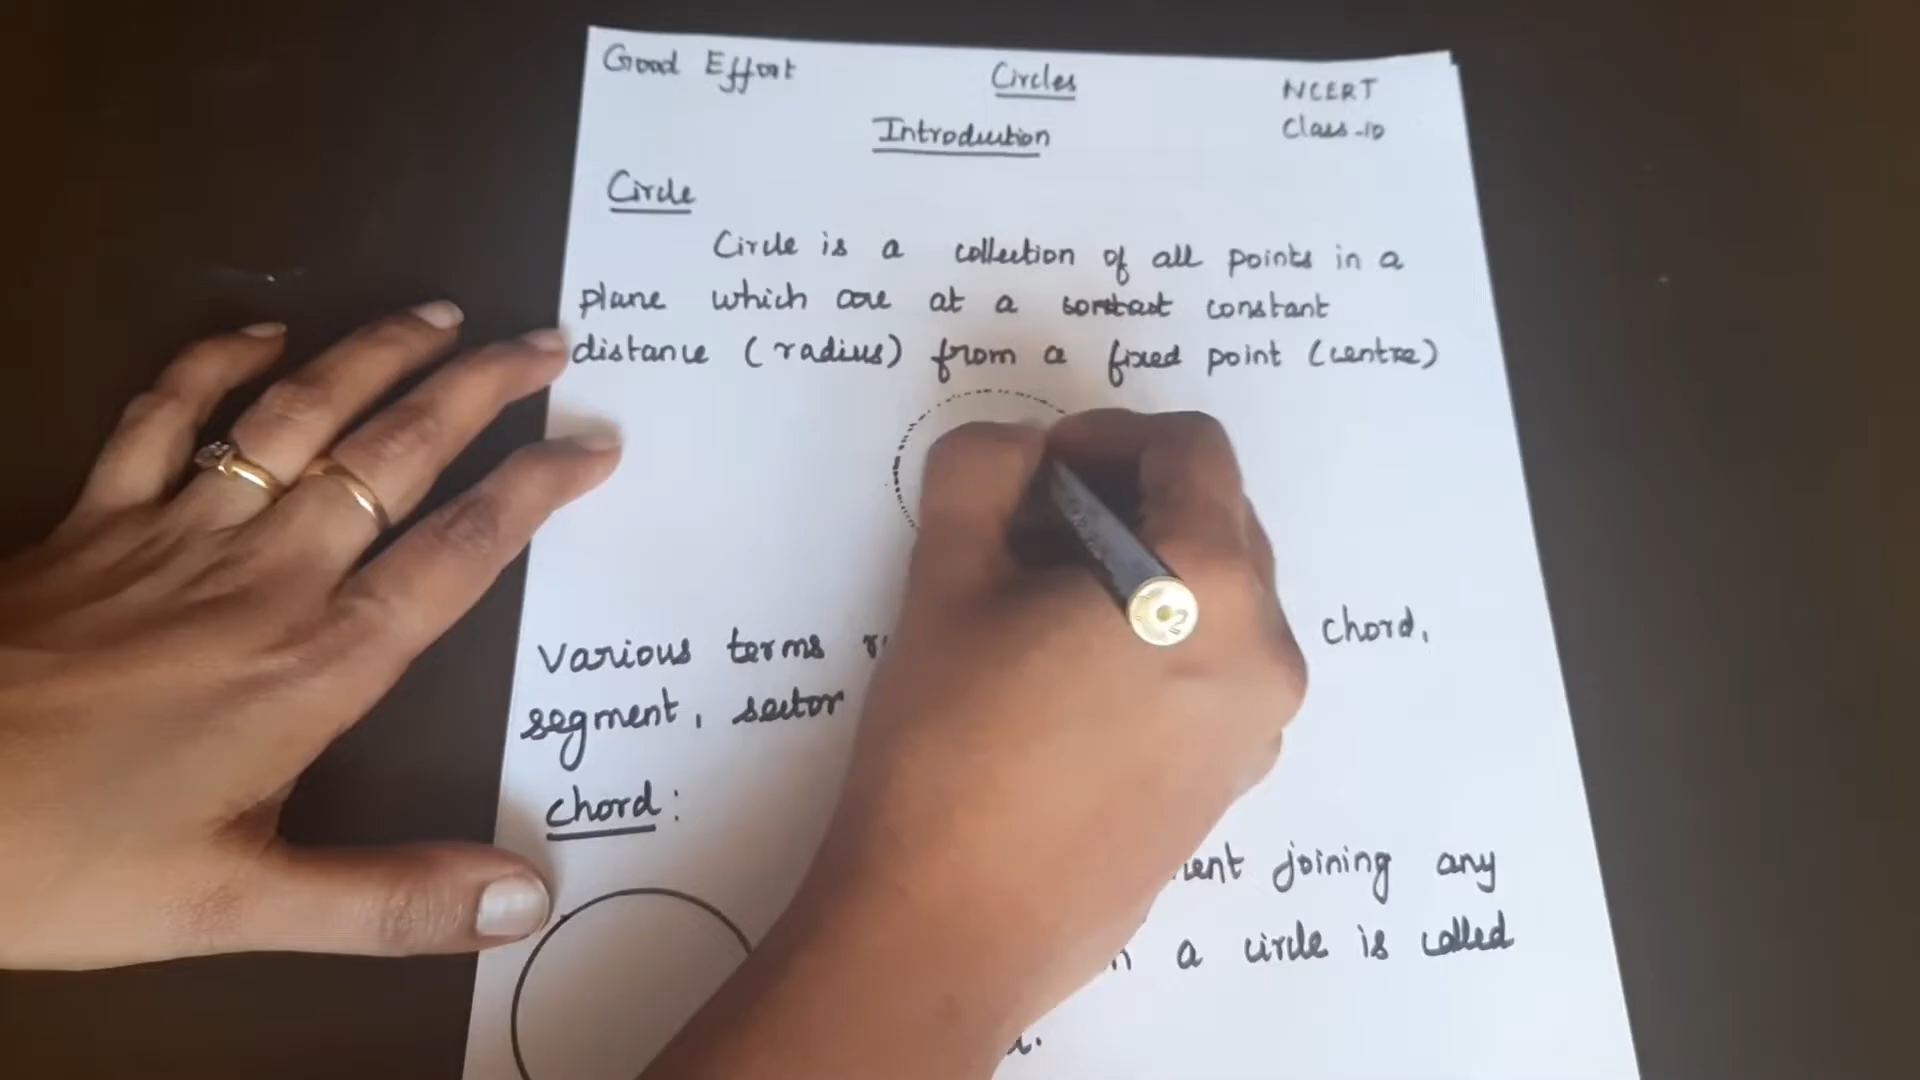 Good Effort
Circles
NCERT
Class-10
Introduction
Circle
Circle is a collection of all points in a
plane which are at a constant
distance (radius) from a fixed point (centre)
Various terms chord,
segment, sector
Chord:
joining any
a circle is called